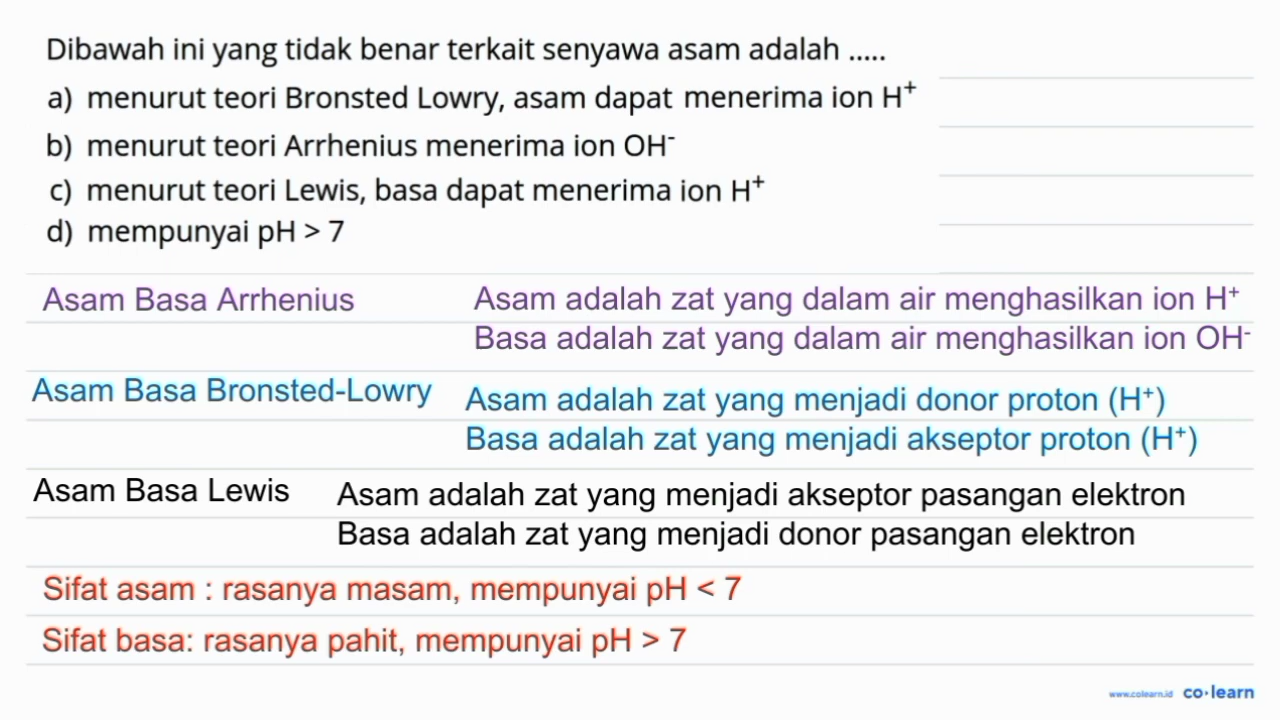 Dibawah ini yang tidak benar terkait senyawa asam adalah .....
a) menurut teori Bronsted Lowry, asam dapat menerima ion H⁺
b) menurut teori Arrhenius menerima ion OH⁻
c) menurut teori Lewis, basa dapat menerima ion H⁺
d) mempunyai pH > 7
Asam Basa Arrhenius
Asam adalah zat yang dalam air menghasilkan ion H⁺
Basa adalah zat yang dalam air menghasilkan ion OH⁻
Asam Basa Bronsted-Lowry
Asam adalah zat yang menjadi donor proton (H⁺)
Basa adalah zat yang menjadi akseptor proton (H⁺)
Asam Basa Lewis
Asam adalah zat yang menjadi akseptor pasangan elektron
Basa adalah zat yang menjadi donor pasangan elektron
Sifat asam : rasanya masam, mempunyai pH < 7
Sifat basa: rasanya pahit, mempunyai pH > 7
www.colearn.id co·learn